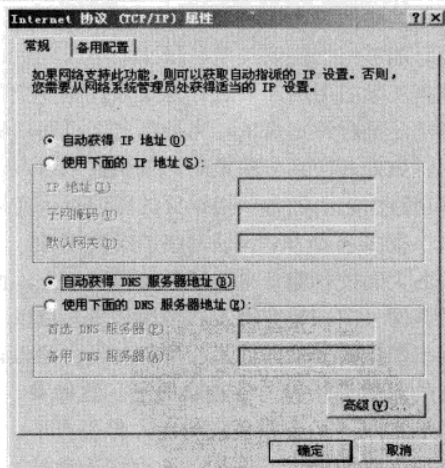 Internet 协议 (TCP/IP) 属性
常规 备用配置
如果网络支持此功能，则可以获取自动指派的 IP 设置。否则，
您需要从网络系统管理员处获得适当的 IP 设置。
自动获得 IP 地址(O)
使用下面的 IP 地址(S):
IP 地址(I):
子网掩码(U):
默认网关(D):
自动获得 DNS 服务器地址(B)
使用下面的 DNS 服务器地址(E):
首选 DNS 服务器(P):
备用 DNS 服务器(A):
高级(V)...
确定 取消